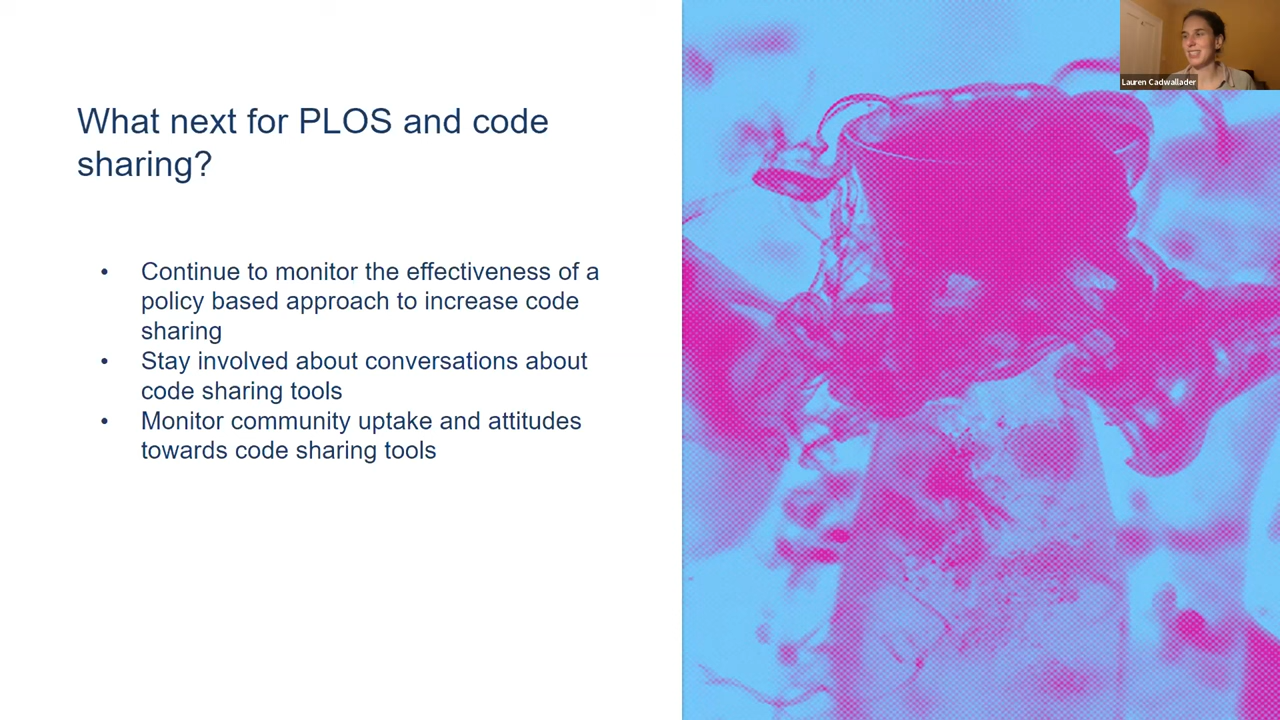 What next for PLOS and code
sharing?
• Continue to monitor the effectiveness of a
policy based approach to increase code
sharing
• Stay involved about conversations about
code sharing tools
• Monitor community uptake and attitudes
towards code sharing tools
Lauren Cadwallader